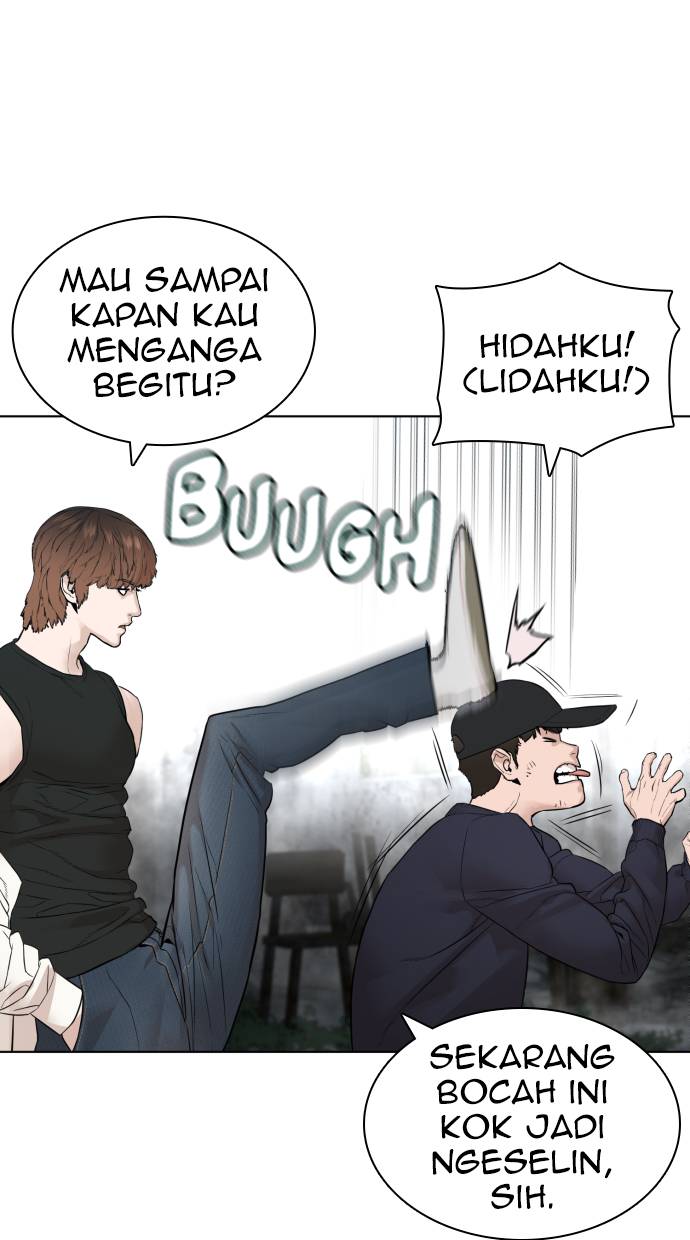 MAU SAMPAI
KAPAN KAU
MENGANGA
BEGITU?
HIDAHKU!
(LIDAHKU!)
BUUGH
SEKARANG
BOCAH INI
KOK JADI
NGESELIN,
SIH.